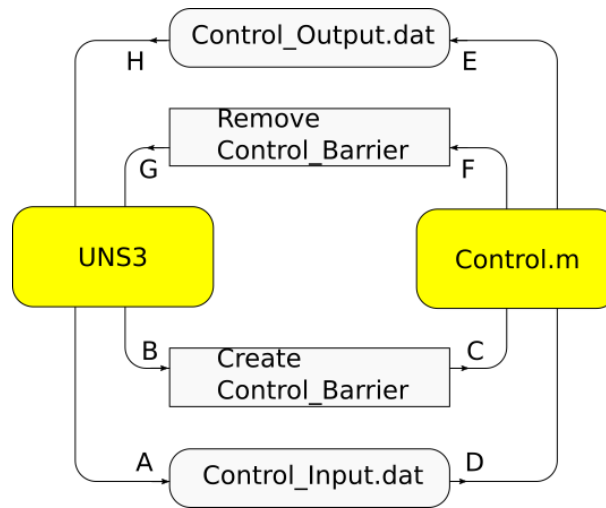 Control_Output.dat
H
E
Remove
Control_Barrier
G
F
UNS3
Control.m
B
C
Create
Control_Barrier
A
D
Control_Input.dat